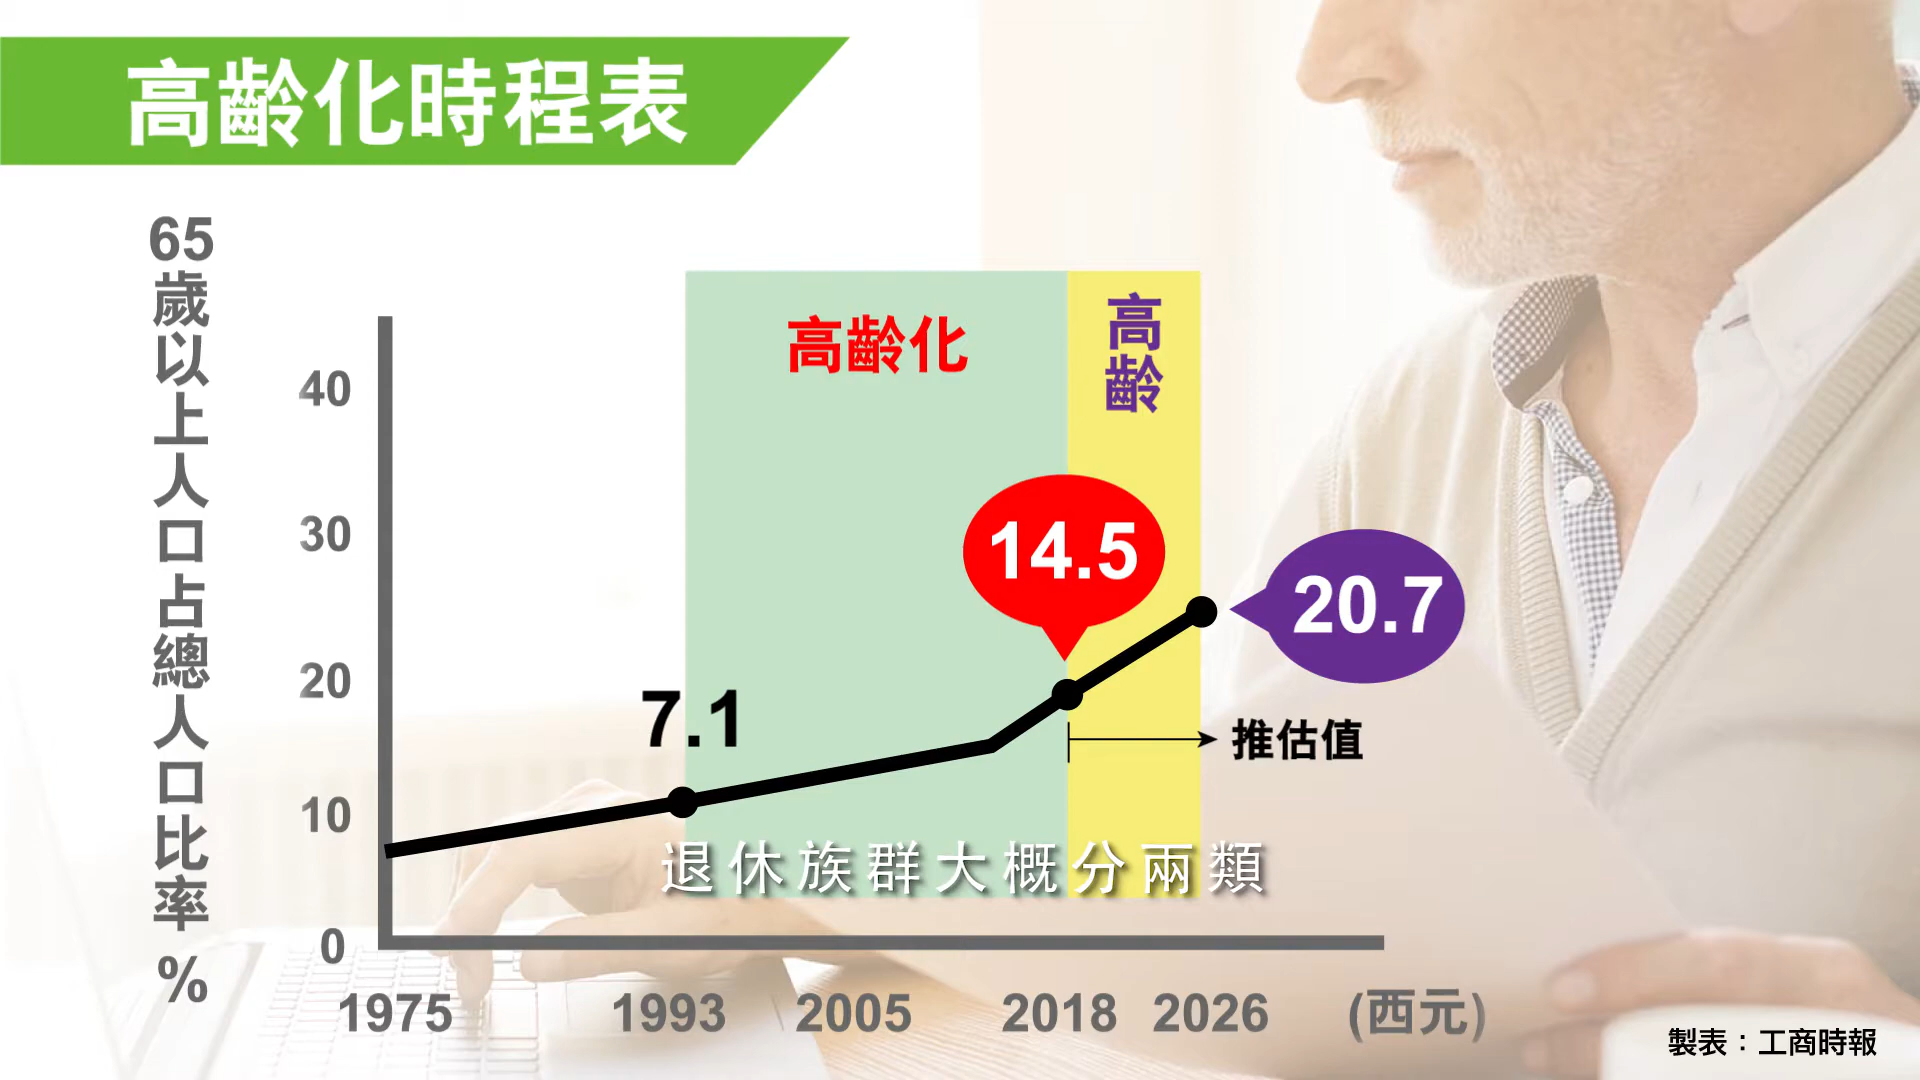 高齡化時程表
65歲以上人口占總人口比率%
40
30
20
10
0
高齡化
高齡
14.5
20.7
7.1
推估值
退休族群大概分兩類
1975 1993 2005 2018 2026 (西元)
製表：工商時報